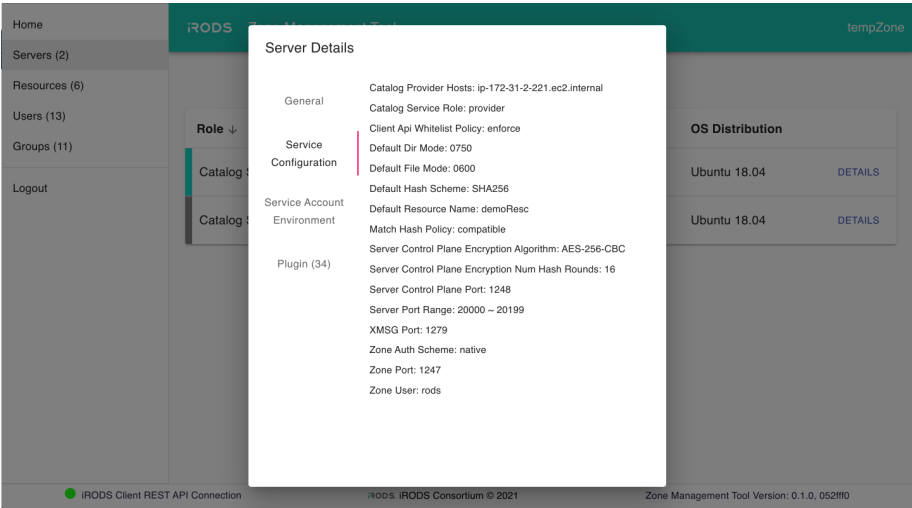 Home
Servers (2)
Resources (6)
Users (13)
Groups (11)
Logout
iRODS
tempZone
Role ↓
OS Distribution
Catalog
Ubuntu 18.04
DETAILS
Catalog
Ubuntu 18.04
DETAILS
Server Details
General
Service
Configuration
Service Account
Environment
Plugin (34)
Catalog Provider Hosts: ip-172-31-2-221.ec2.internal
Catalog Service Role: provider
Client Api Whitelist Policy: enforce
Default Dir Mode: 0750
Default File Mode: 0600
Default Hash Scheme: SHA256
Default Resource Name: demoResc
Match Hash Policy: compatible
Server Control Plane Encryption Algorithm: AES-256-CBC
Server Control Plane Encryption Num Hash Rounds: 16
Server Control Plane Port: 1248
Server Port Range: 20000 ~ 20199
XMSG Port: 1279
Zone Auth Scheme: native
Zone Port: 1247
Zone User: rods
iRODS Client REST API Connection
iRODS iRODS Consortium © 2021
Zone Management Tool Version: 0.1.0, 052fff0